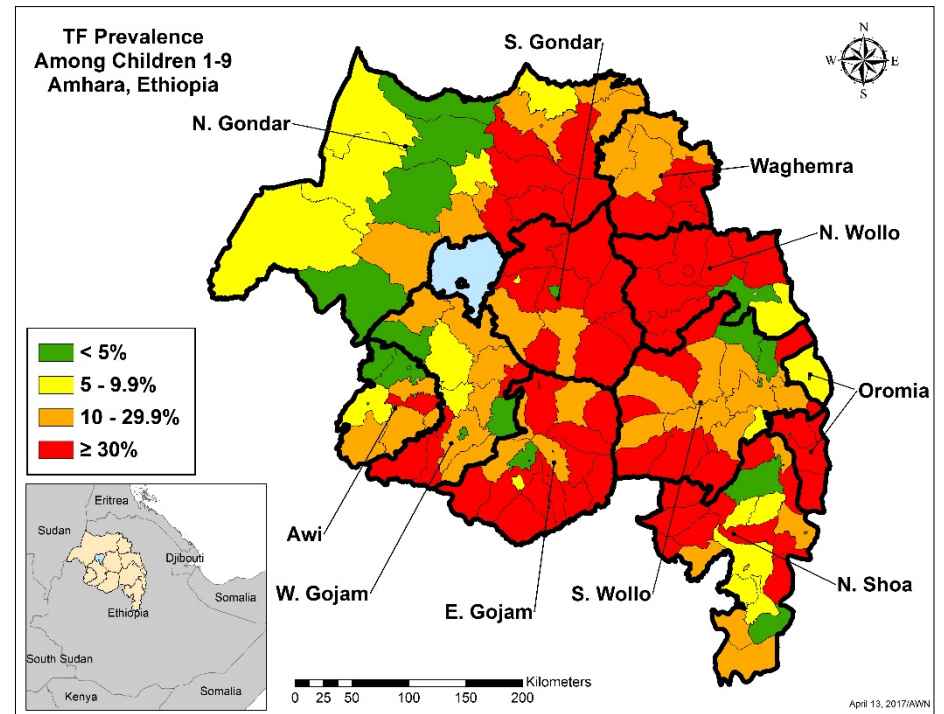 TF Prevalence
Among Children 1-9
Amhara, Ethiopia
S. Gondar
N
W
E
S
N. Gondar
Waghemra
N. Wollo
< 5%
5 - 9.9%
10 - 29.9%
≥ 30%
Oromia
Eritrea
Sudan
Djibouti
Somalia
Ethiopia
South Sudan
Kenya
Somalia
Awi
W. Gojam
E. Gojam
S. Wollo
N. Shoa
Kilometers
0 25 50 100 150 200
April 13, 2017/AWN